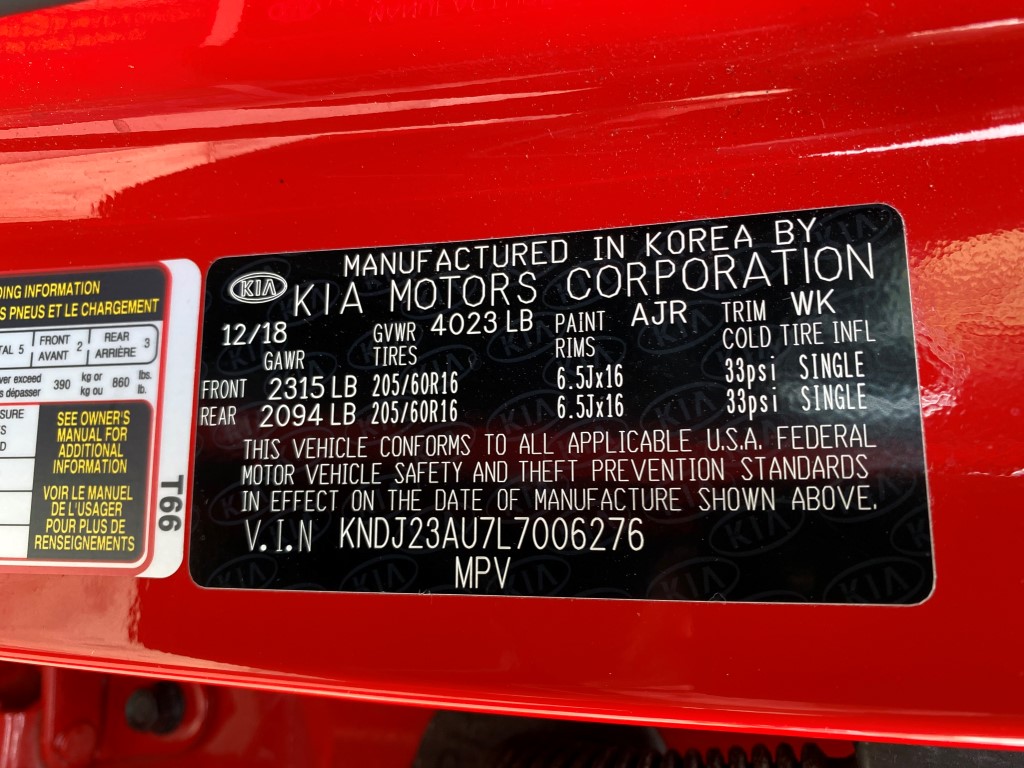 DING INFORMATION
S PNEUS ET LE CHARGEMENT
TAL 5 FRONT AVANT 2 REAR ARRIÈRE 3
ver exceed
s dépasser 390 kg or kg ou 860 lbs. lb.
SURE
SEE OWNER'S
MANUAL FOR
ADDITIONAL
INFORMATION
VOIR LE MANUEL
DE L'USAGER
POUR PLUS DE
RENSEIGNEMENTS
T66
MANUFACTURED IN KOREA BY
KIA KIA MOTORS CORPORATION
12/18 GVWR 4023 LB PAINT AJR TRIM WK
GAWR TIRES RIMS COLD TIRE INFL
FRONT 2315 LB 205/60R16 6.5Jx16 33psi SINGLE
REAR 2094 LB 205/60R16 6.5Jx16 33psi SINGLE
THIS VEHICLE CONFORMS TO ALL APPLICABLE U.S.A. FEDERAL
MOTOR VEHICLE SAFETY AND THEFT PREVENTION STANDARDS
IN EFFECT ON THE DATE OF MANUFACTURE SHOWN ABOVE.
V.I.N KNDJ23AU7L7006276
MPV